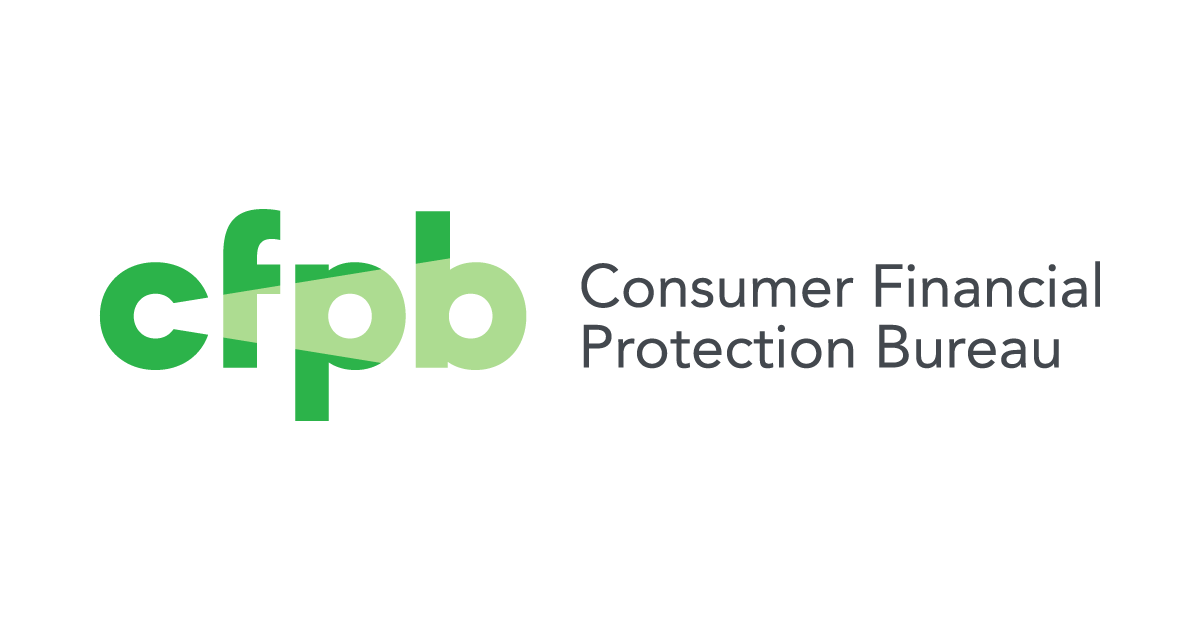 cfpb
Consumer Financial
Protection Bureau